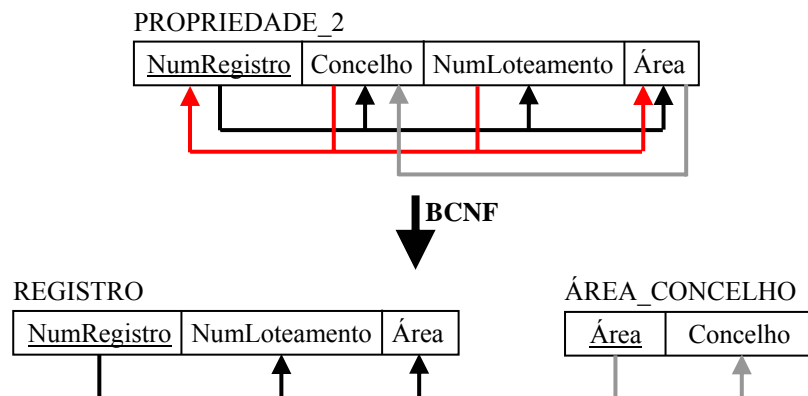 PROPRIEDADE_2
NumRegistro Concelho NumLoteamento Área
BCNF
REGISTRO ÁREA_CONCELHO
NumRegistro NumLoteamento Área Área Concelho